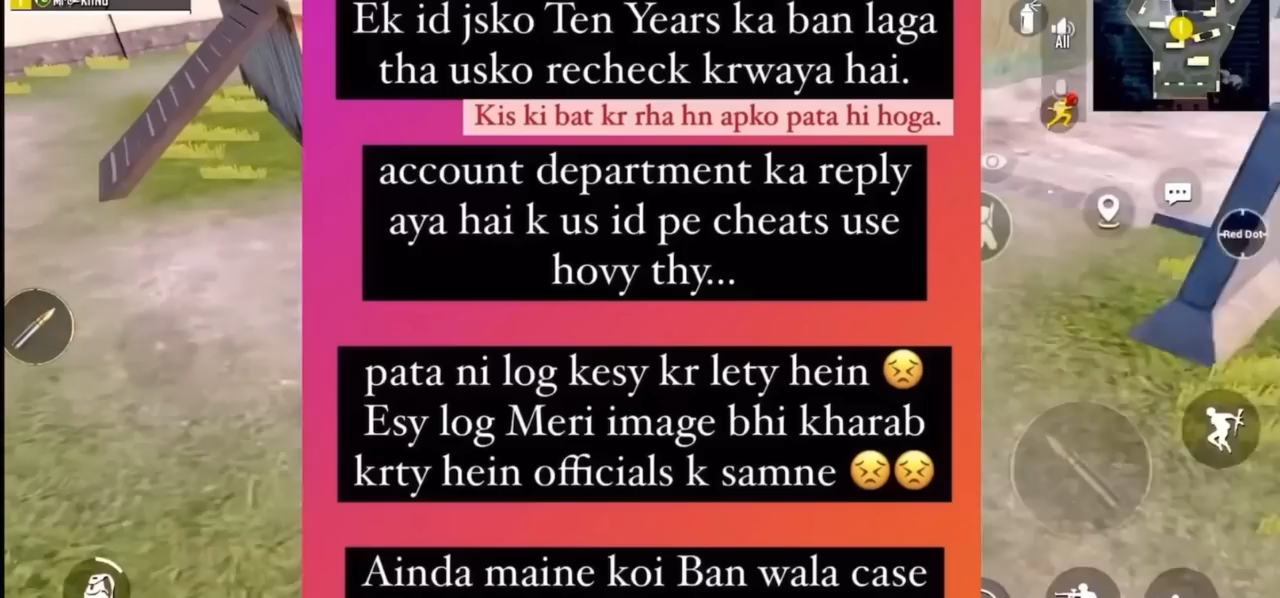 Ek id jsko Ten Years ka ban laga
tha usko recheck krwaya hai.
Kis ki bat kr rha hn apko pata hi hoga.
account department ka reply
aya hai k us id pe cheats use
hovy thy...
pata ni log kesy kr lety hein 😣
Esy log Meri image bhi kharab
krty hein officials k samne 😣😣
Ainda maine koi Ban wala case
All
Red Dot